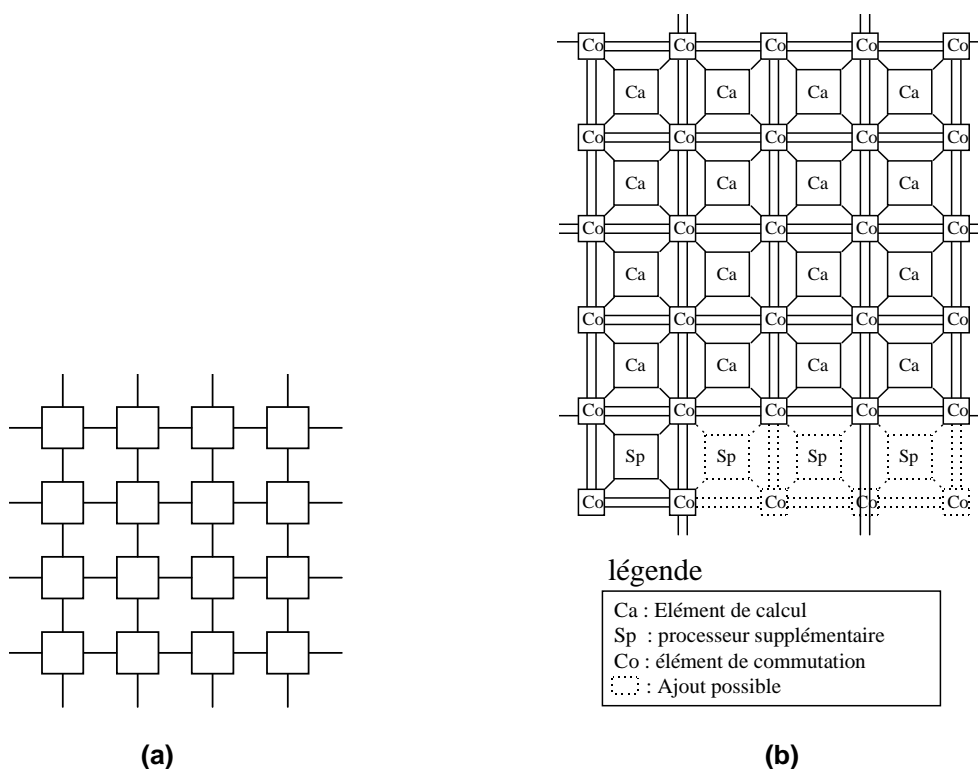 Co Co Co Co Co
Ca Ca Ca Ca
Co Co Co Co Co
Ca Ca Ca Ca
Co Co Co Co Co
Ca Ca Ca Ca
Co Co Co Co Co
Ca Ca Ca Ca
Co Co Co Co Co
Sp Sp Sp Sp
Co Co Co Co Co
légende
Ca : Elément de calcul
Sp : processeur supplémentaire
Co : élément de commutation
: Ajout possible
(a) (b)